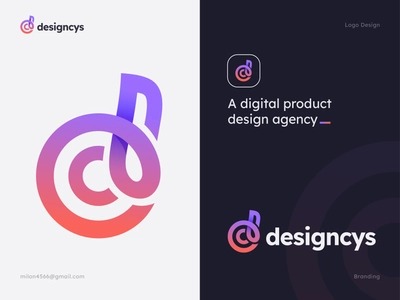 designcys
Logo Design
A digital product
design agency
designcys
milon4566@gmail.com
Branding